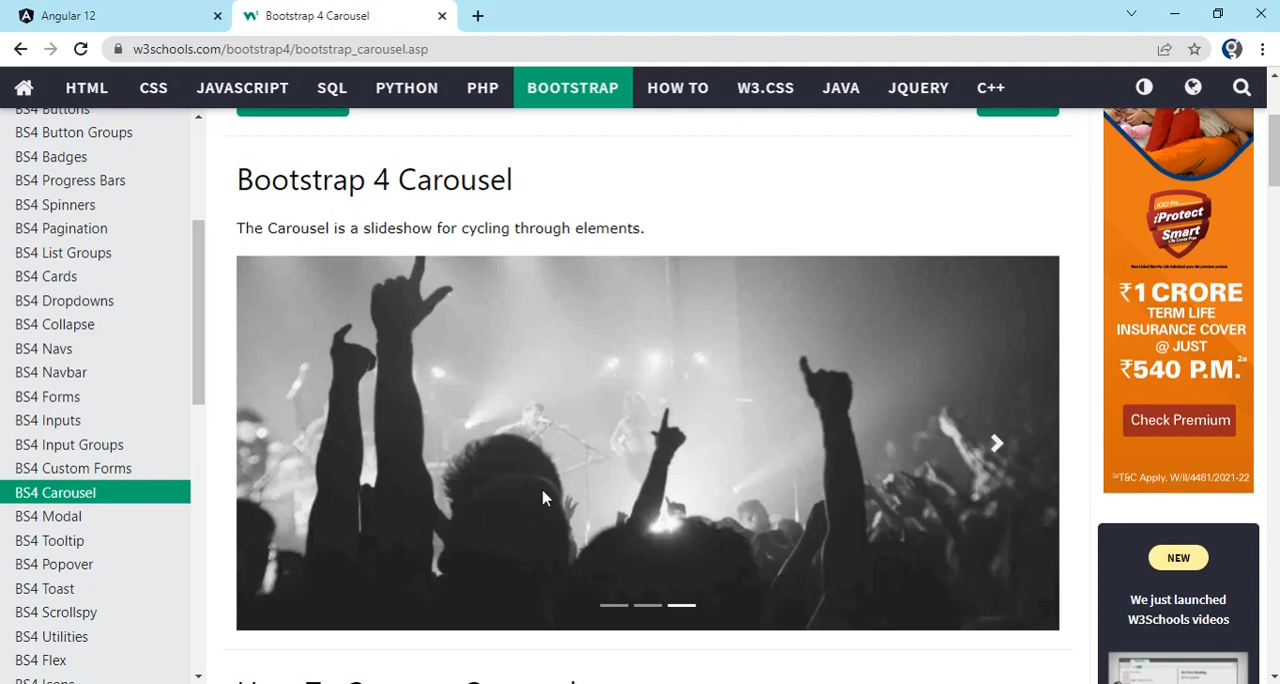 Angular 12
Bootstrap 4 Carousel
w3schools.com/bootstrap4/bootstrap_carousel.asp
HTML CSS JAVASCRIPT SQL PYTHON PHP BOOTSTRAP HOW TO W3.CSS JAVA JQUERY C++
BS4 Buttons
BS4 Button Groups
BS4 Badges
BS4 Progress Bars
BS4 Spinners
BS4 Pagination
BS4 List Groups
BS4 Cards
BS4 Dropdowns
BS4 Collapse
BS4 Navs
BS4 Navbar
BS4 Forms
BS4 Inputs
BS4 Input Groups
BS4 Custom Forms
BS4 Carousel
BS4 Modal
BS4 Tooltip
BS4 Popover
BS4 Toast
BS4 Scrollspy
BS4 Utilities
BS4 Flex
Bootstrap 4 Carousel
The Carousel is a slideshow for cycling through elements.
iProtect
Smart
₹1 CRORE
TERM LIFE
INSURANCE COVER
@ JUST
₹540 P.M.
Check Premium
T&C Apply. W/II/4481/2021-22
NEW
We just launched
W3Schools videos